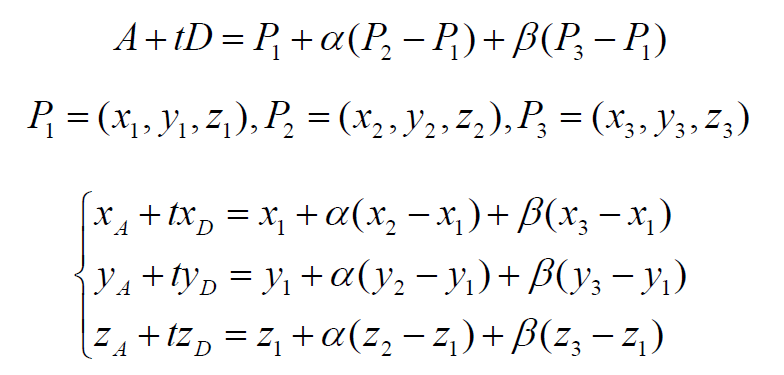 A + tD = P₁ + α(P₂ − P₁) + β(P₃ − P₁)
P₁ = (x₁, y₁, z₁), P₂ = (x₂, y₂, z₂), P₃ = (x₃, y₃, z₃)
{ x_A + tx_D = x₁ + α(x₂ − x₁) + β(x₃ − x₁)
y_A + ty_D = y₁ + α(y₂ − y₁) + β(y₃ − y₁)
z_A + tz_D = z₁ + α(z₂ − z₁) + β(z₃ − z₁)